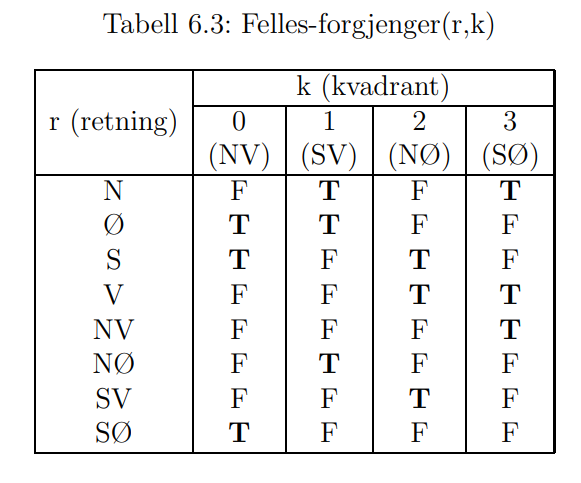 Tabell 6.3: Felles-forgjenger(r,k)
k (kvadrant)
r (retning) 0 1 2 3
(NV) (SV) (NØ) (SØ)
N F T F T
Ø T T F F
S T F T F
V F F T T
NV F F F T
NØ F T F F
SV F F T F
SØ T F F F